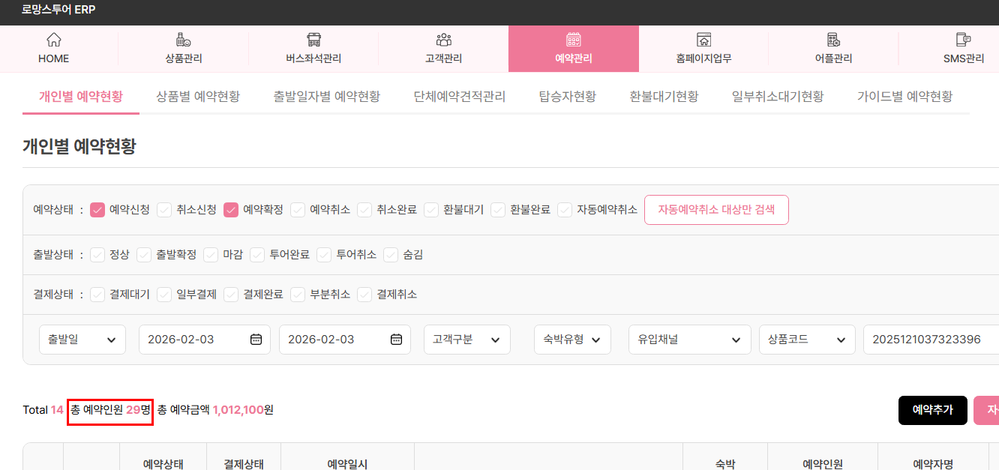 로망스투어 ERP
HOME 상품관리 버스좌석관리 고객관리 예약관리 홈페이지업무 어플관리 SMS관리
개인별 예약현황 상품별 예약현황 출발일자별 예약현황 단체예약견적관리 탑승자현황 환불대기현황 일부취소대기현황 가이드별 예약현황
개인별 예약현황
예약상태 : 예약신청 취소신청 예약확정 예약취소 취소완료 환불대기 환불완료 자동예약취소 자동예약취소 대상만 검색
출발상태 : 정상 출발확정 마감 투어완료 투어취소 숨김
결제상태 : 결제대기 일부결제 결제완료 부분취소 결제취소
출발일 2026-02-03 2026-02-03 고객구분 숙박유형 유입채널 상품코드 2025121037323396
Total 14 총 예약인원 29명 총 예약금액 1,012,100원 예약추가
예약상태 결제상태 예약일시 숙박 예약인원 예약자명